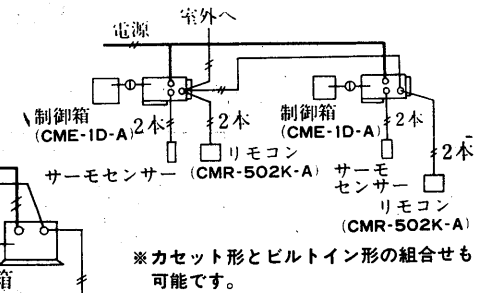 電源
室外へ
制御箱
(CME-1D-A)
2本
2本
サーモセンサー
リモコン
(CMR-502K-A)
制御箱
(CME-1D-A)
2本
2本
サーモ
センサー
リモコン
(CMR-502K-A)
箱
※カセット形とビルトイン形の組合せも
可能です。